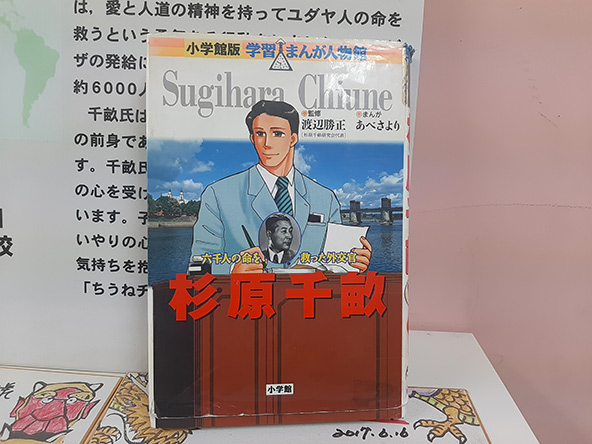 は、愛と人道の精神を持ってユダヤ人の命を
救うという
ザの発給に
約6000人
千畝氏は
の前身であ
す。千畝氏
の心を受け
います。子
いやりの心
気持ちを抱
「ちうねチ
校
小学館版 学習まんが人物館
Sugihara Chiune
監修
渡辺勝正
(杉原千畝研究会代表)
まんが
あべさより
六千人の命を救った外交官
杉原千畝
小学館
2017.6.16